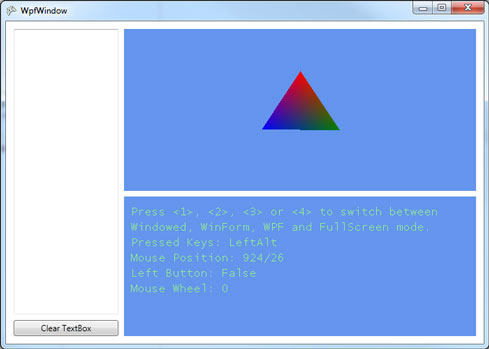 WpfWindow
Press <1>, <2>, <3> or <4> to switch between
Windowed, WinForm, WPF and FullScreen mode.
Pressed Keys: LeftAlt
Mouse Position: 924/26
Left Button: False
Mouse Wheel: 0
Clear TextBox